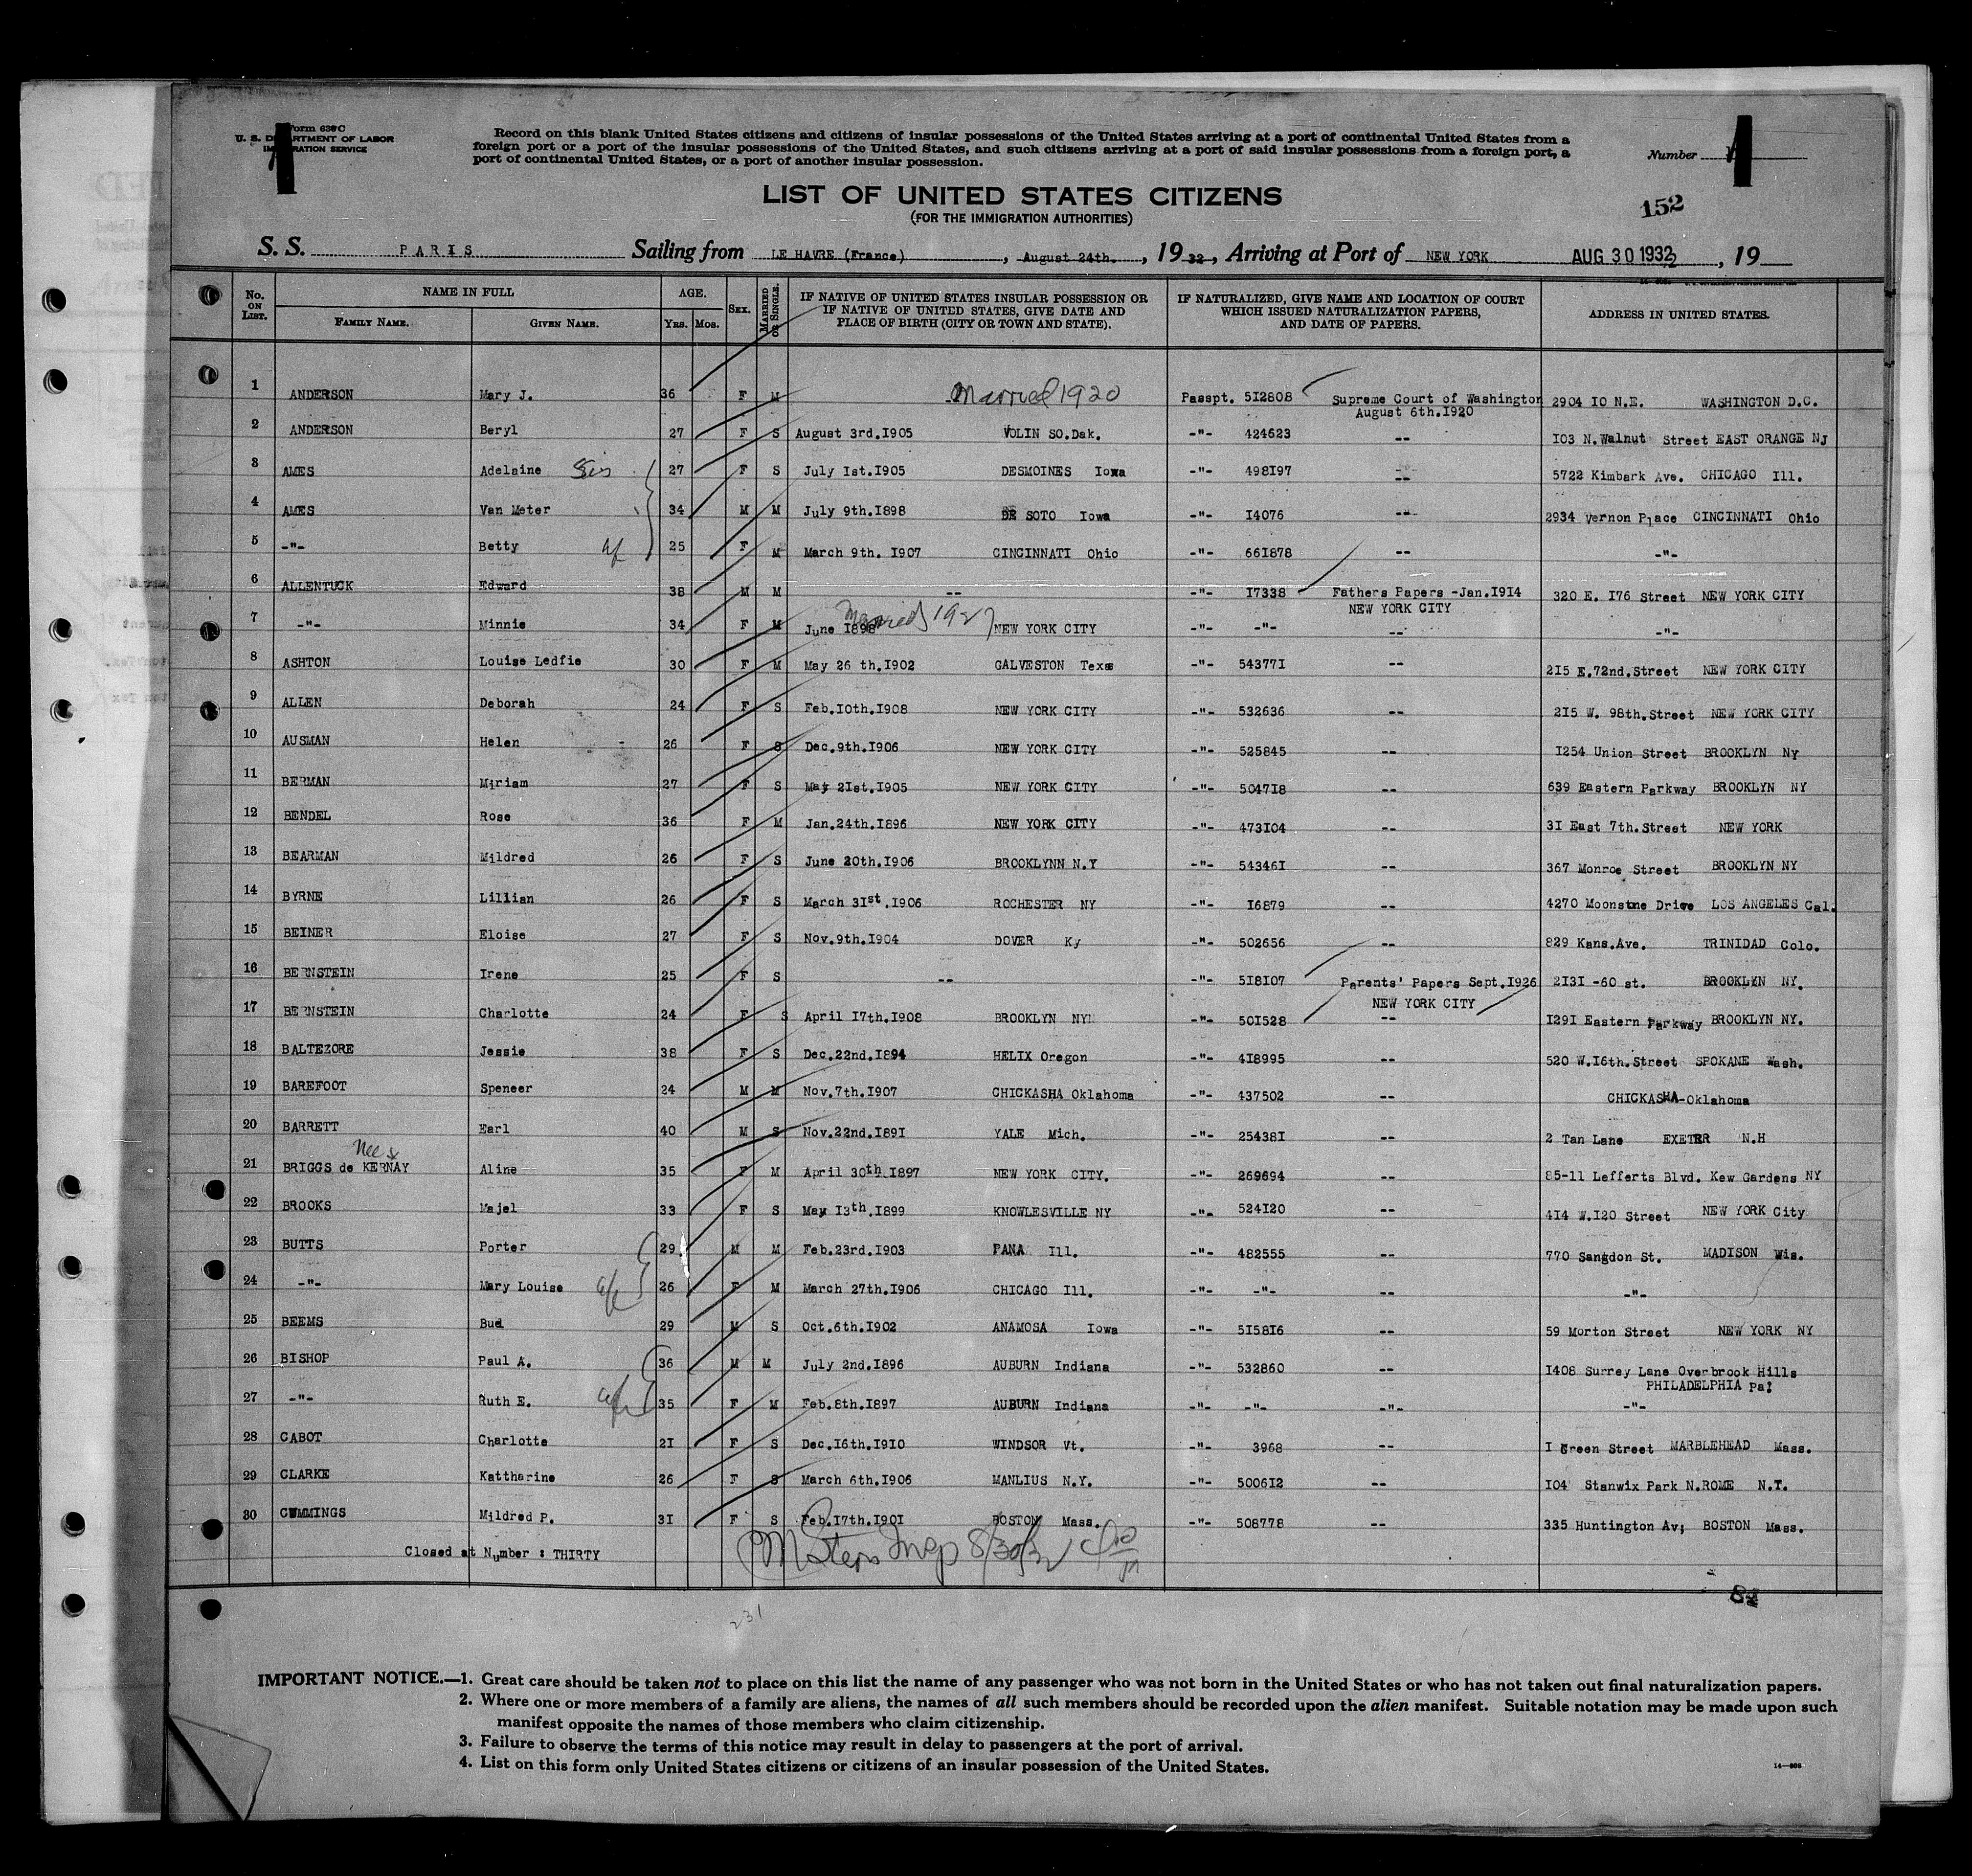 Form 630C
U. S. DEPARTMENT OF LABOR
IMMIGRATION SERVICE
Record on this blank United States citizens and citizens of insular possessions of the United States arriving at a port of continental United States from a
foreign port or a port of the insular possessions of the United States, and such citizens arriving at a port of said insular possessions from a foreign port, a
port of continental United States, or a port of another insular possession.
Number
LIST OF UNITED STATES CITIZENS
(FOR THE IMMIGRATION AUTHORITIES)
152
S. S. PARIS Sailing from LE HAVRE (France), August 24th., 19 32, Arriving at Port of NEW YORK AUG 30 1932, 19
No. ON LIST. NAME IN FULL FAMILY NAME. GIVEN NAME. AGE. YRS. MOS. SEX. MARRIED OR SINGLE. IF NATIVE OF UNITED STATES INSULAR POSSESSION OR IF NATIVE OF UNITED STATES, GIVE DATE AND PLACE OF BIRTH (CITY OR TOWN AND STATE). IF NATURALIZED, GIVE NAME AND LOCATION OF COURT WHICH ISSUED NATURALIZATION PAPERS, AND DATE OF PAPERS. ADDRESS IN UNITED STATES.
1 ANDERSON Mary J. 36 F M Married 1920 Passpt. 512808 Supreme Court of Washington 2904 10 N.E. WASHINGTON D.C.
August 6th.1920
2 ANDERSON Beryl 27 F S August 3rd.1905 VOLIN SO.Dak. -"- 424623 -- 103 N.Walnut Street EAST ORANGE NJ
3 AMES Adelaine Sis 27 F S July 1st.1905 DESMOINES Iowa -"- 498197 -- 5722 Kimbark Ave. CHICAGO Ill.
4 AMES Van Meter 34 M M July 9th.1898 DE SOTO Iowa -"- 14076 -- 2934 Vernon Place CINCINNATI Ohio
5 -"- Betty wf 25 F M March 9th. 1907 CINCINNATI Ohio -"- 661878 -- -"-
6 ALLENTUCK Edward 38 M M -- -"- 17338 Fathers Papers -Jan.1914 320 E. 176 Street NEW YORK CITY
NEW YORK CITY
7 -"- Minnie 34 F M June 1898 Married 1927 NEW YORK CITY -"- -"- -- -"-
8 ASHTON Louise Ledfie 30 F M May 26 th.1902 GALVESTON Texas -"- 543771 -- 215 E.72nd.Street NEW YORK CITY
9 ALLEN Deborah 24 F S Feb.10th.1908 NEW YORK CITY -"- 532636 -- 215 W. 98th.Street NEW YORK CITY
10 AUSMAN Helen 26 F S Dec.9th.1906 NEW YORK CITY -"- 525845 -- 1254 Union Street BROOKLYN Ny
11 BERMAN Miriam 27 F S May 21st.1905 NEW YORK CITY -"- 504718 -- 639 Eastern Parkway BROOKLYN NY
12 BENDEL Rose 36 F M Jan.24th.1896 NEW YORK CITY -"- 473104 -- 31 East 7th.Street NEW YORK
13 BEARMAN Mildred 26 F S June 20th.1906 BROOKLYNN N.Y -"- 543461 -- 367 Monroe Street BROOKLYN NY
14 BYRNE Lillian 26 F S March 31st.1906 ROCHESTER NY -"- 16879 -- 4270 Moonstone Drive LOS ANGELES Cal.
15 BEINER Eloise 27 F S Nov.9th.1904 DOVER Ky -"- 502656 -- 829 Kans.Ave. TRINIDAD Colo.
16 BERNSTEIN Irene 25 F S -- -"- 518107 Parents' Papers Sept.1926 2131 -60 st. BROOKLYN NY.
NEW YORK CITY
17 BERNSTEIN Charlotte 24 F S April 17th.1908 BROOKLYN NY -"- 501528 -- 1291 Eastern Parkway BROOKLYN NY.
18 BALTEZORE Jessie 38 F S Dec.22nd.1894 HELIX Oregon -"- 418995 -- 520 W.16th.Street SPOKANE Wash.
19 BAREFOOT Speneer 24 M M Nov.7th.1907 CHICKASHA Oklahoma -"- 437502 -- CHICKASHA-Oklahoma
20 BARRETT Earl 40 M S Nov.22nd.1891 YALE Mich. -"- 254381 -- 2 Tan Lane EXETRR N.H
Nee
21 BRIGGS de KERNAY Aline 35 F M April 30th.1897 NEW YORK CITY. -"- 269694 -- 85-11 Lefferts Blvd. Kew Gardens NY
22 BROOKS Majel 33 F S May 13th.1899 KNOWLESVILLE NY -"- 524120 -- 414 W.120 Street NEW YORK City
23 BUTTS Porter 29 M M Feb.23rd.1903 PANA Ill. -"- 482555 -- 770 Sangdon St. MADISON Wis.
24 -"- Mary Louise wf 26 F M March 27th.1906 CHICAGO Ill. -"- -"- -- -"-
25 BEEMS Bud 29 M S Oct.6th.1902 ANAMOSA Iowa -"- 515816 -- 59 Morton Street NEW YORK NY
26 BISHOP Paul A. 36 M M July 2nd.1896 AUBURN Indiana -"- 532860 -- 1408 Surrey Lane Overbrook Hills
PHILADELPHIA Pa:
27 -"- Ruth E. wf 35 F M Feb.8th.1897 AUBURN Indiana -"- -"- -"- -"-
28 CABOT Charlotte 21 F S Dec.16th.1910 WINDSOR Vt. -"- 3968 -- 1 Green Street MARBLEHEAD Mass.
29 CLARKE Kattharine 26 F S March 6th.1906 MANLIUS N.Y. -"- 500612 -- 104 Stanwix Park N.ROME N.T.
30 CUMMINGS Mildred P. 31 F S Feb.17th.1901 BOSTON Mass. -"- 508778 -- 335 Huntington Av; BOSTON Mass.
Closed at Number : THIRTY Insp 8/30/32
84
231
IMPORTANT NOTICE.—1. Great care should be taken not to place on this list the name of any passenger who was not born in the United States or who has not taken out final naturalization papers.
2. Where one or more members of a family are aliens, the names of all such members should be recorded upon the alien manifest. Suitable notation may be made upon such
manifest opposite the names of those members who claim citizenship.
3. Failure to observe the terms of this notice may result in delay to passengers at the port of arrival.
4. List on this form only United States citizens or citizens of an insular possession of the United States.